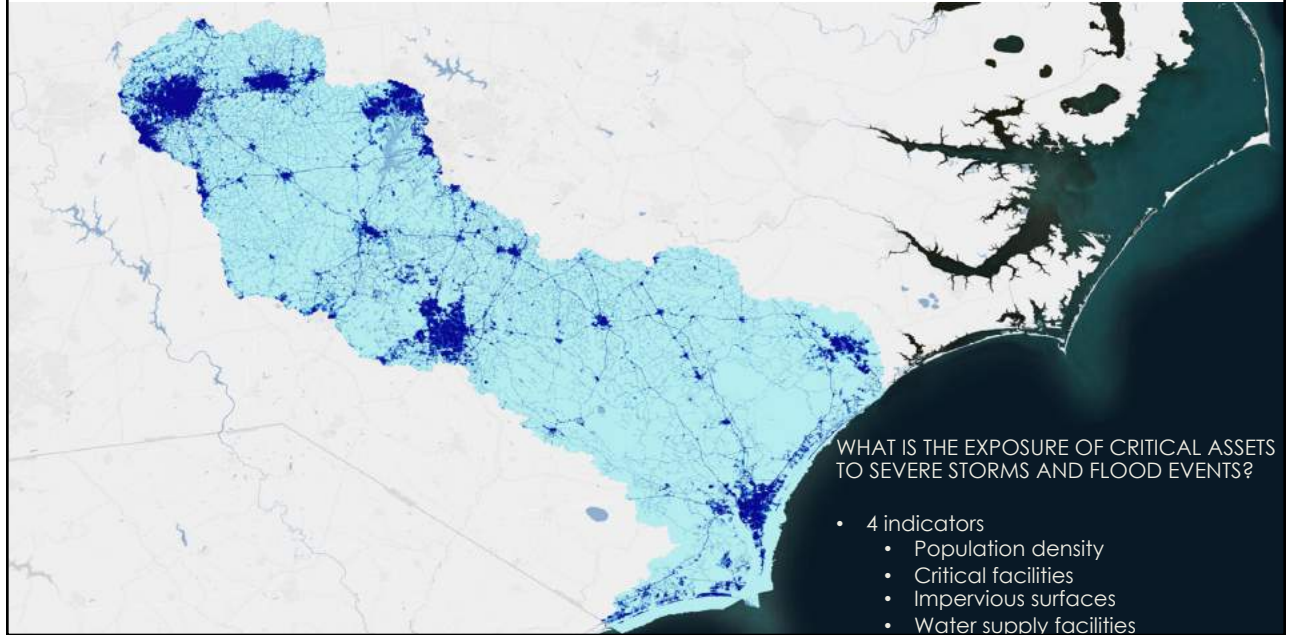 WHAT IS THE EXPOSURE OF CRITICAL ASSETS
TO SEVERE STORMS AND FLOOD EVENTS?
• 4 indicators
• Population density
• Critical facilities
• Impervious surfaces
• Water supply facilities